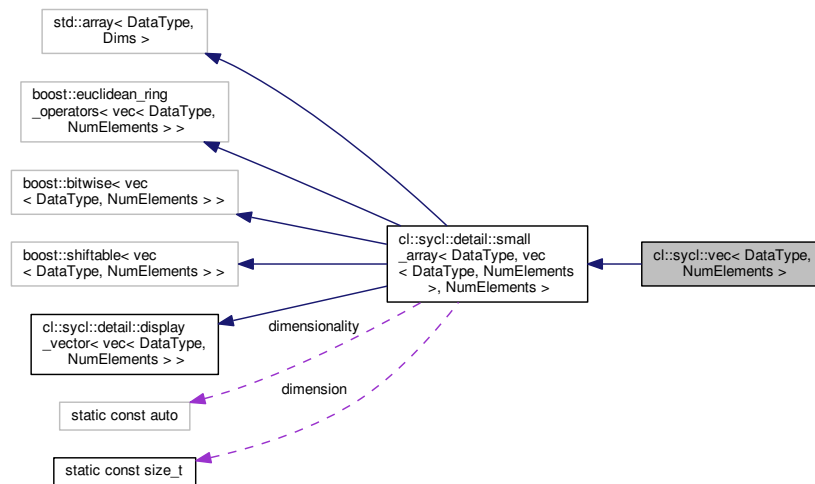 std::array< DataType,
Dims >
boost::euclidean_ring
_operators< vec< DataType,
NumElements > >
boost::bitwise< vec
< DataType, NumElements > >
boost::shiftable< vec
< DataType, NumElements > >
cl::sycl::detail::display
_vector< vec< DataType,
NumElements > >
static const auto
static const size_t
cl::sycl::detail::small
_array< DataType, vec
< DataType, NumElements
>, NumElements >
dimensionality
dimension
cl::sycl::vec< DataType,
NumElements >